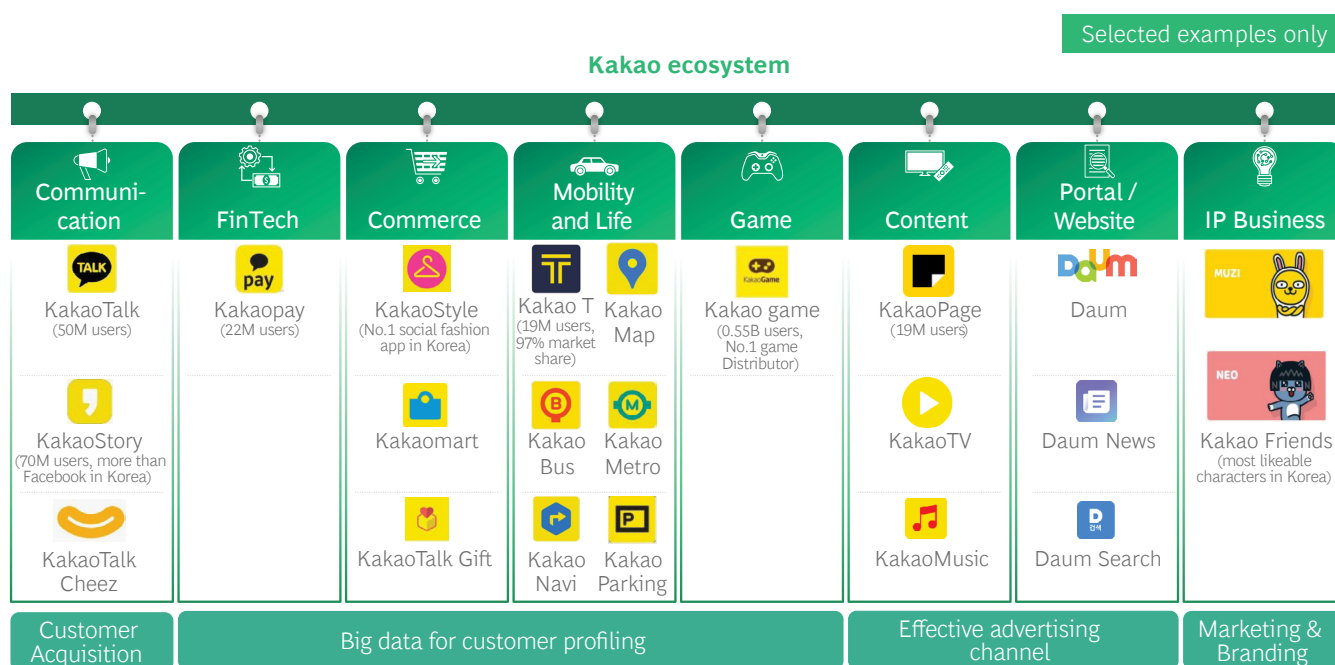 Selected examples only
Kakao ecosystem
Communi-
cation
FinTech
Commerce
Mobility
and Life
Game
Content
Portal /
Website
IP Business
TALK
KakaoTalk
(50M users)
KakaoStory
(70M users, more than
Facebook in Korea)
KakaoTalk
Cheez
pay
Kakaopay
(22M users)
KakaoStyle
(No.1 social fashion
app in Korea)
Kakaomart
KakaoTalk Gift
T
Kakao T
(19M users,
97% market
share)
Kakao
Map
B
Kakao
Bus
M
Kakao
Metro
Kakao
Navi
P
Kakao
Parking
KakaoGame
Kakao game
(0.55B users,
No.1 game
Distributor)
KakaoPage
(19M users)
KakaoTV
KakaoMusic
Daum
Daum
Daum News
D
검색
Daum Search
MUZI
NEO
Kakao Friends
(most likeable
characters in Korea)
Customer
Acquisition
Big data for customer profiling
Effective advertising
channel
Marketing &
Branding